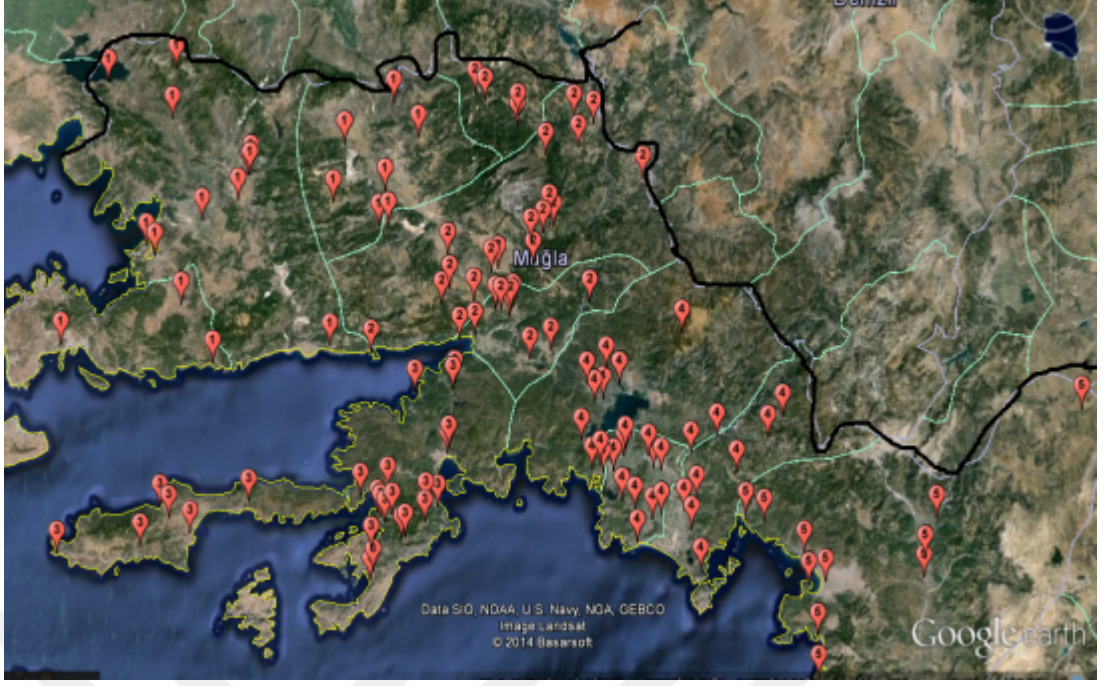 Denizli
Muğla
Data SIO, NOAA, U.S. Navy, NGA, GEBCO
Image Landsat
© 2014 Basarsoft
Google earth